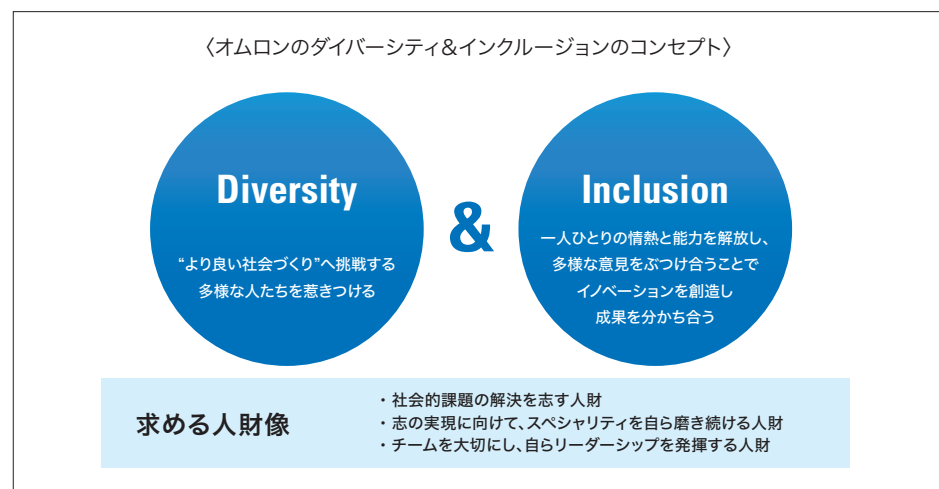 〈オムロンのダイバーシティ&インクルージョンのコンセプト〉
Diversity
“より良い社会づくり”へ挑戦する
多様な人たちを惹きつける
&
Inclusion
一人ひとりの情熱と能力を解放し、
多様な意見をぶつけ合うことで
イノベーションを創造し
成果を分かち合う
求める人財像
・社会的課題の解決を志す人財
・志の実現に向けて、スペシャリティを自ら磨き続ける人財
・チームを大切にし、自らリーダーシップを発揮する人財